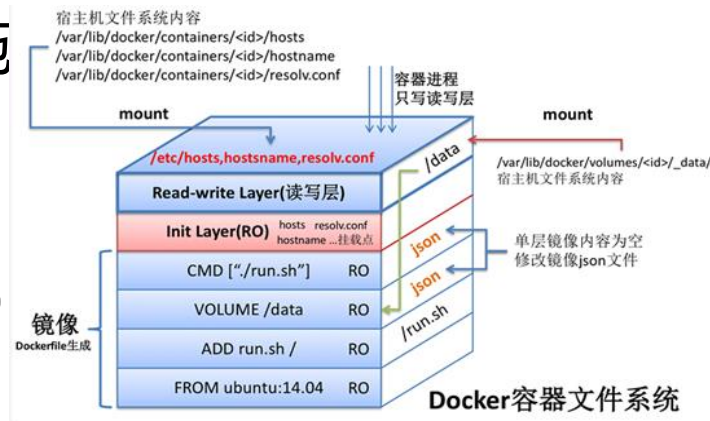 宿主机文件系统内容
/var/lib/docker/containers/<id>/hosts
/var/lib/docker/containers/<id>/hostname
/var/lib/docker/containers/<id>/resolv.conf
容器进程
只写读写层
mount
mount
/etc/hosts,hostsname,resolv.conf
/data
/var/lib/docker/volumes/<id>/_data/
宿主机文件系统内容
Read-write Layer(读写层)
Init Layer(RO) hosts resolv.conf
hostname ...挂载点
json
json
单层镜像内容为空
修改镜像json文件
CMD ["./run.sh"] RO
VOLUME /data RO
/run.sh
镜像
Dockerfile生成
ADD run.sh / RO
FROM ubuntu:14.04 RO
Docker容器文件系统